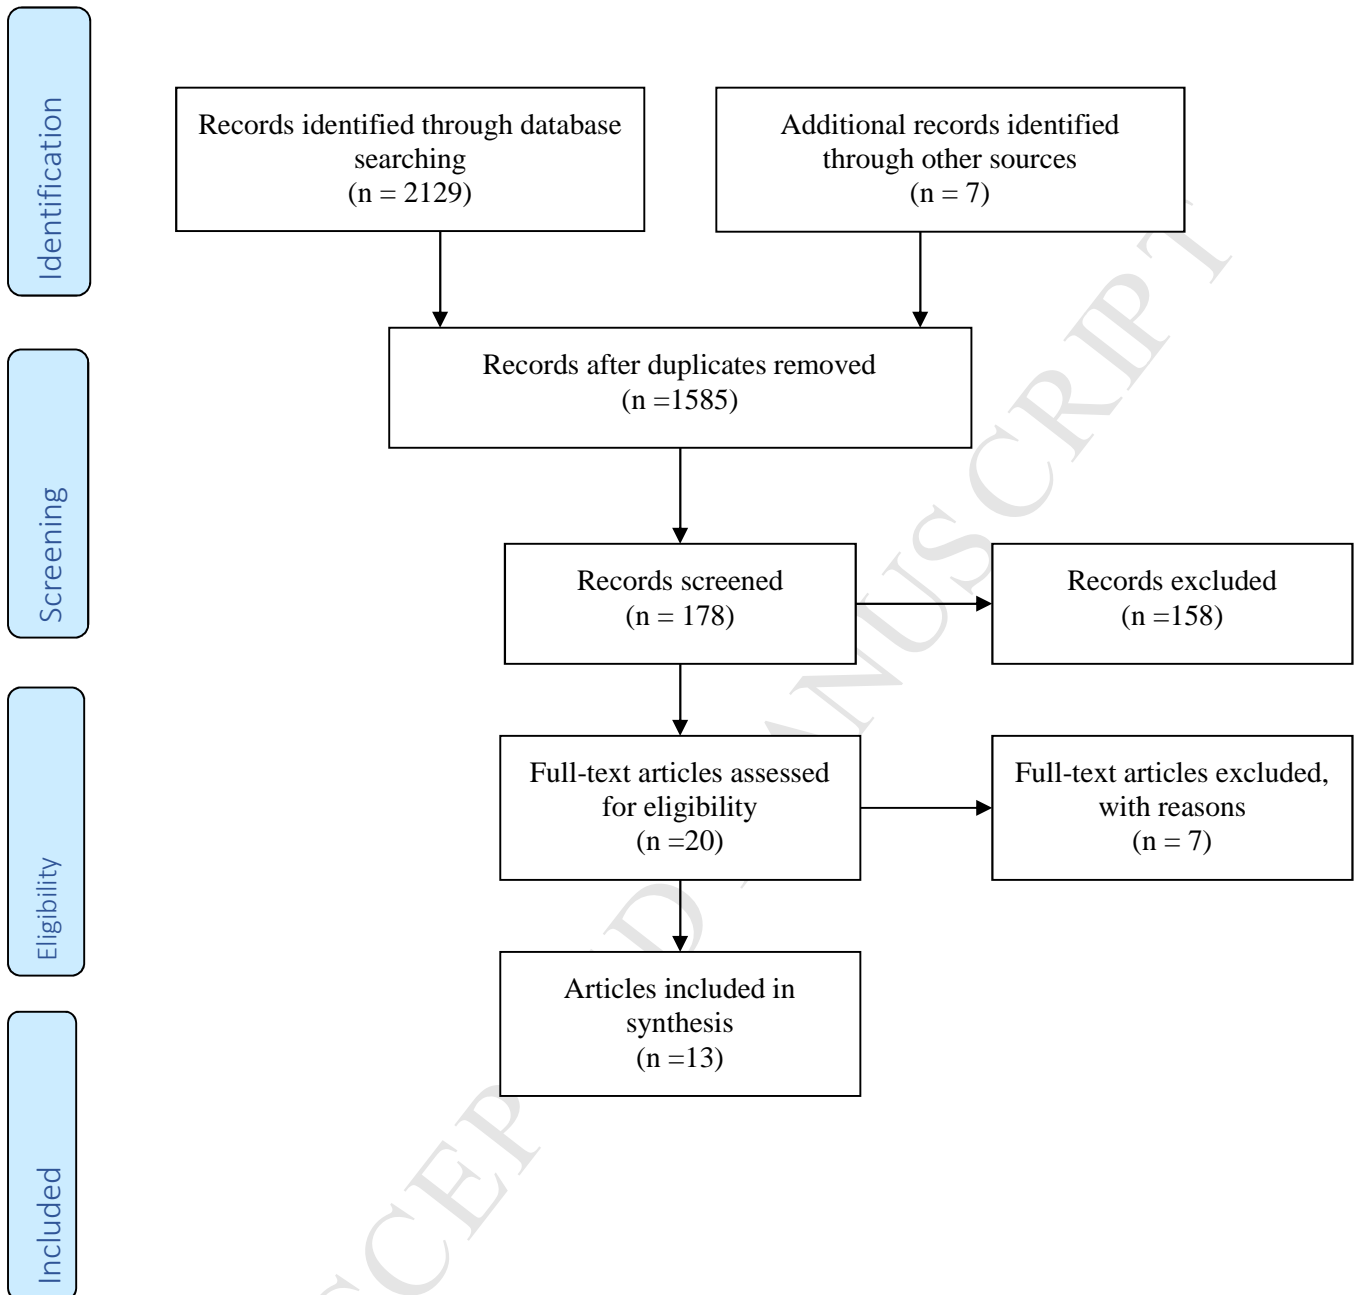 Identification
Records identified through database
searching
(n = 2129)
Additional records identified
through other sources
(n = 7)
Records after duplicates removed
(n =1585)
Screening
Records screened
(n = 178)
Records excluded
(n =158)
Eligibility
Full-text articles assessed
for eligibility
(n =20)
Full-text articles excluded,
with reasons
(n = 7)
Included
Articles included in
synthesis
(n =13)